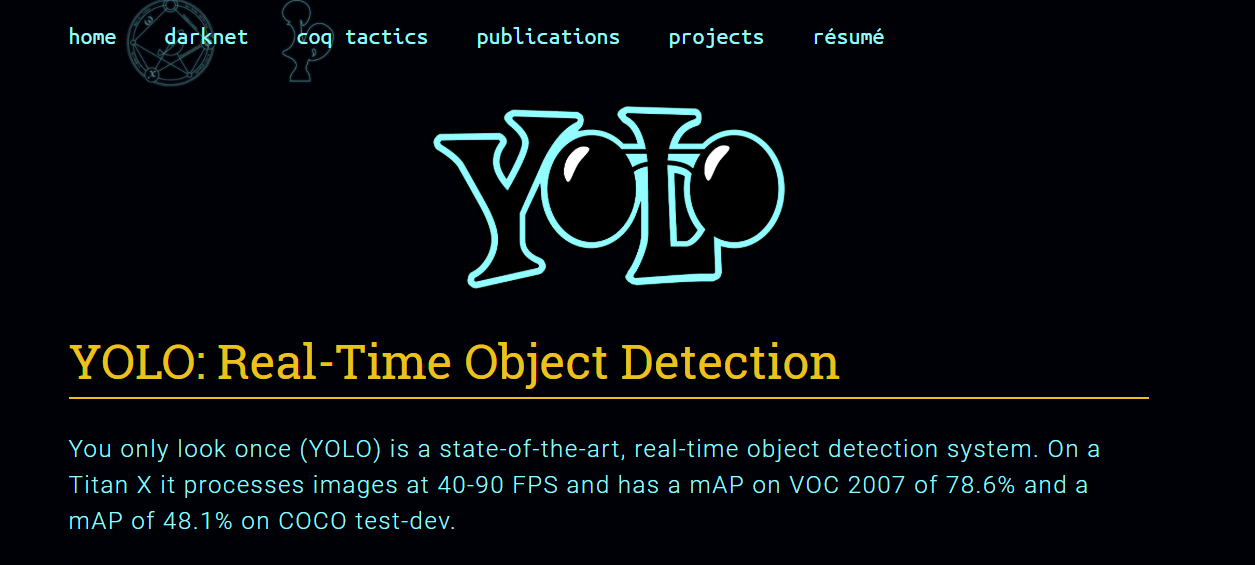 home darknet coq tactics publications projects résumé
YOLO
YOLO: Real-Time Object Detection
You only look once (YOLO) is a state-of-the-art, real-time object detection system. On a
Titan X it processes images at 40-90 FPS and has a mAP on VOC 2007 of 78.6% and a
mAP of 48.1% on COCO test-dev.